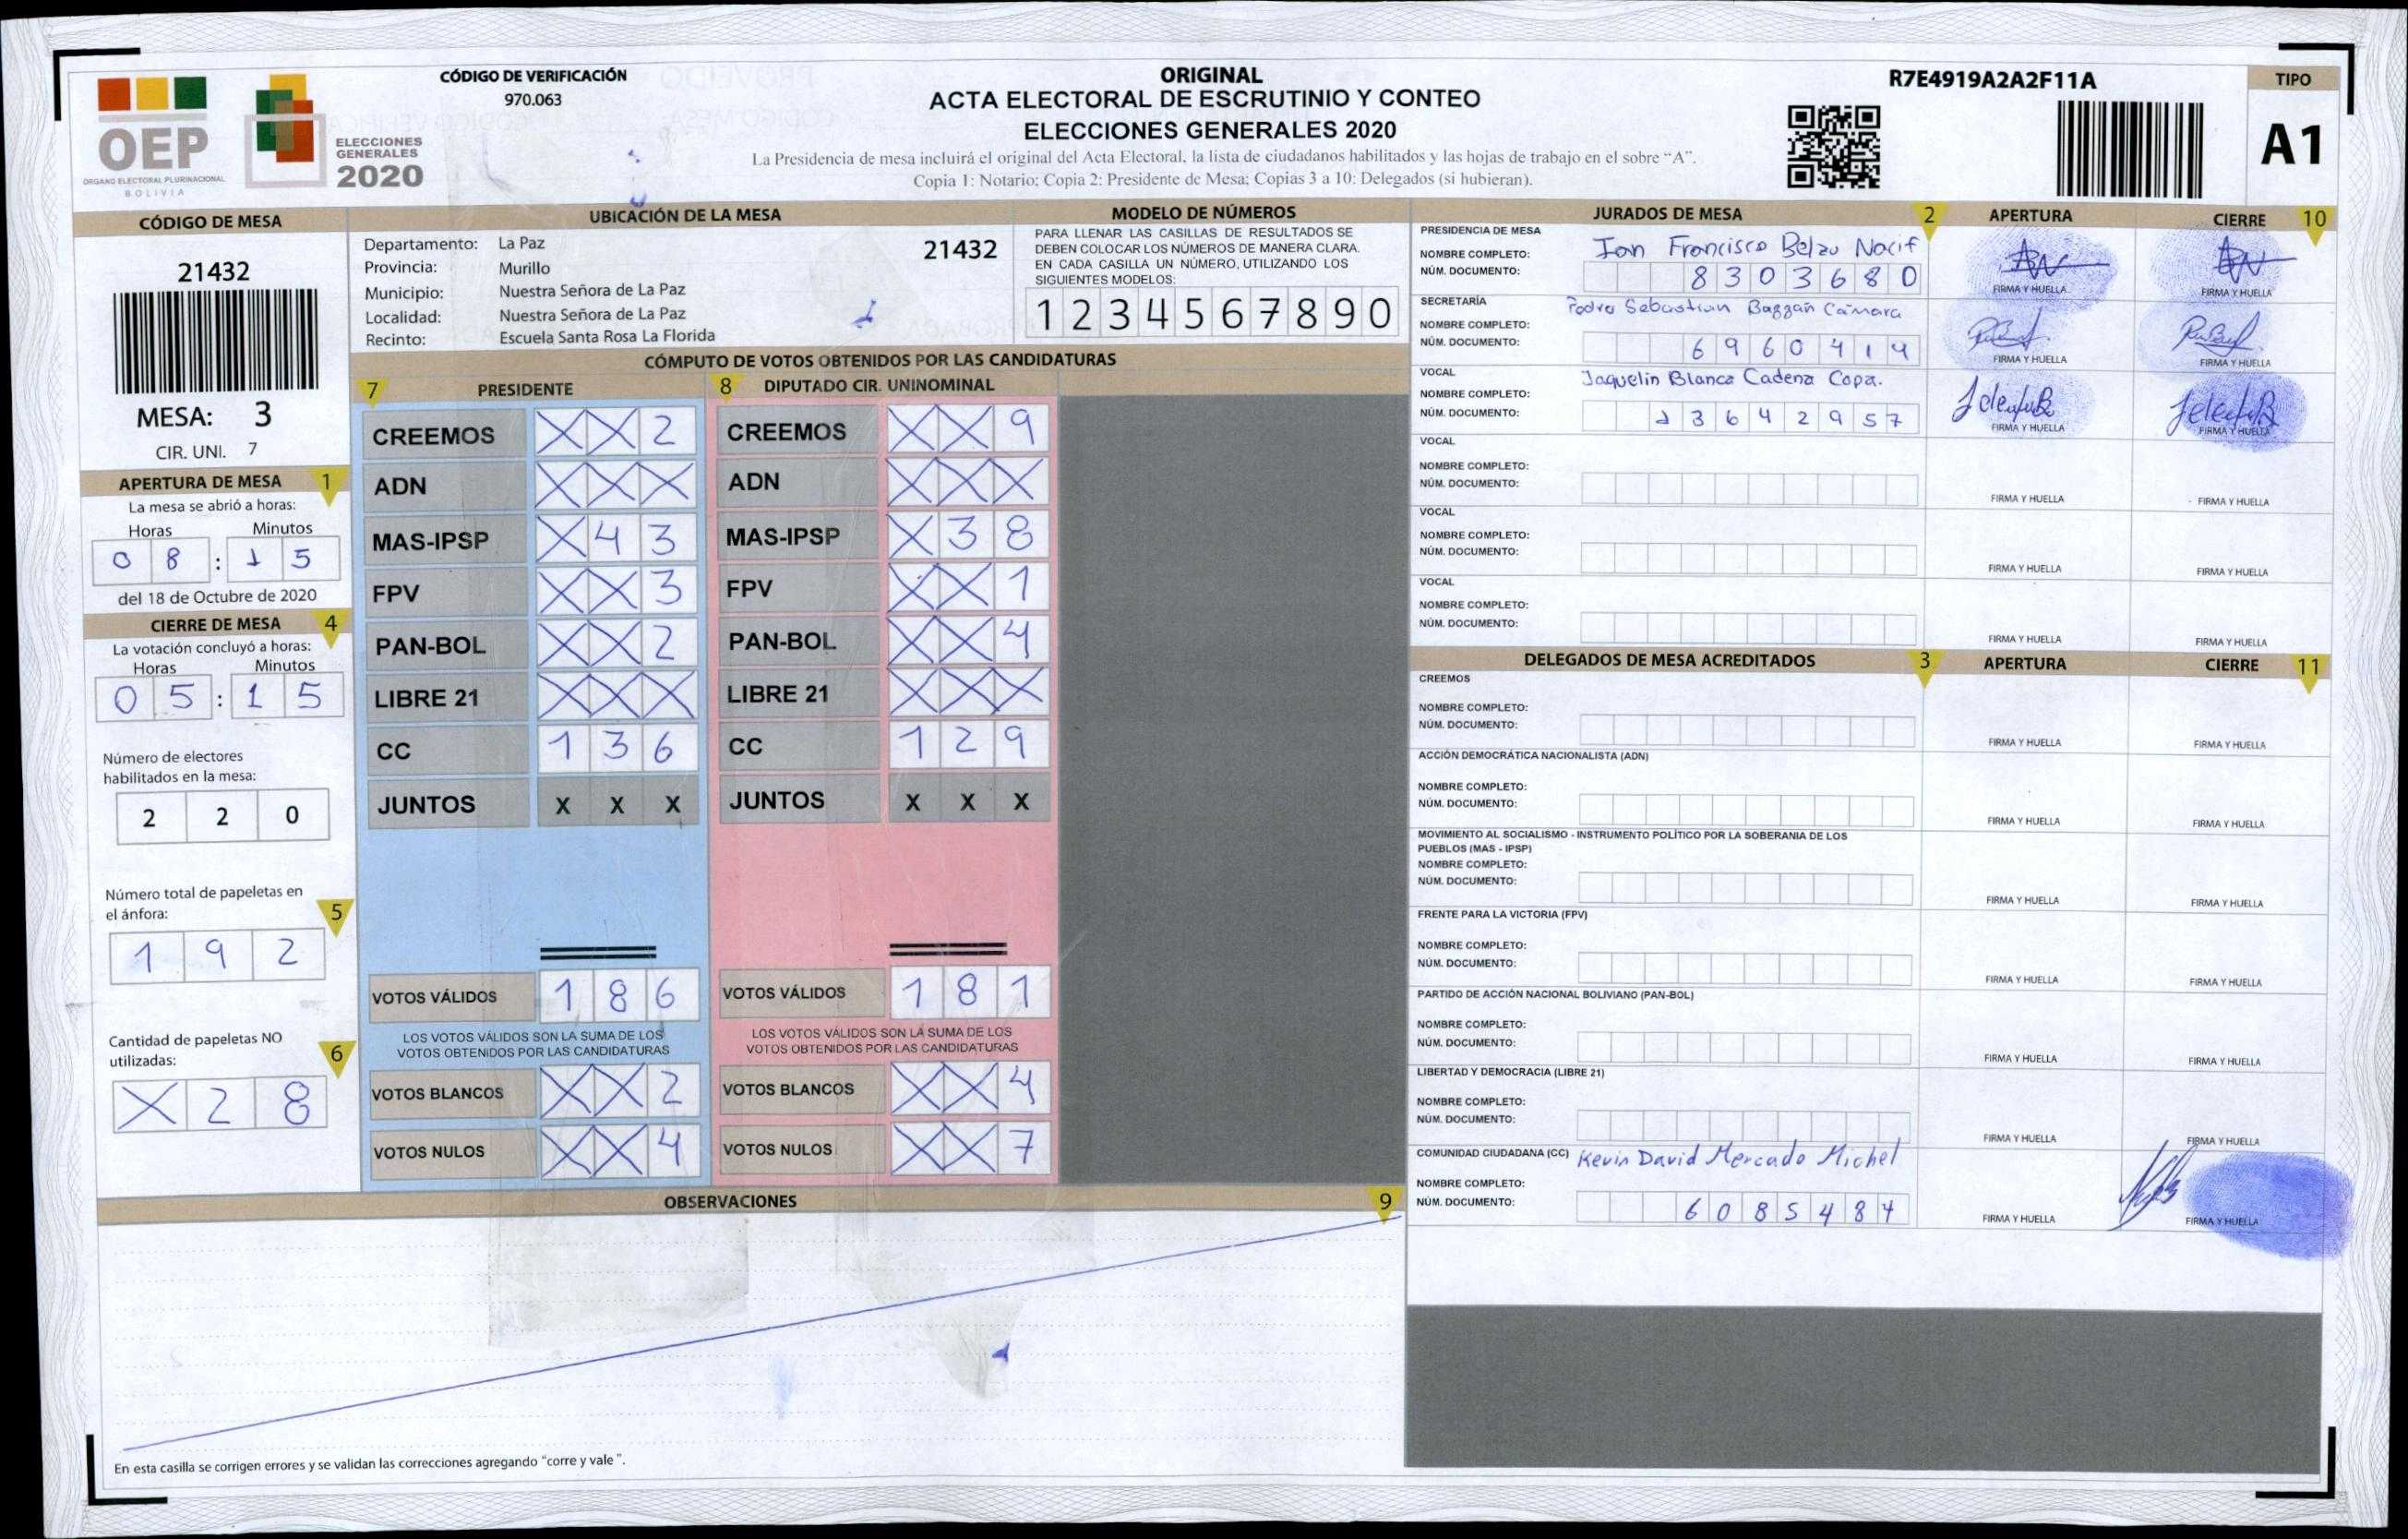 OEP
ORGANO ELECTORAL PLURINACIONAL
BOLIVIA
ELECCIONES
GENERALES
2020
CÓDIGO DE VERIFICACIÓN
970.063
ORIGINAL
ACTA ELECTORAL DE ESCRUTINIO Y CONTEO
ELECCIONES GENERALES 2020
La Presidencia de mesa incluirá el original del Acta Electoral, la lista de ciudadanos habilitados y las hojas de trabajo en el sobre “A”.
Copia 1: Notario; Copia 2: Presidente de Mesa; Copias 3 a 10: Delegados (si hubieran).
R7E4919A2A2F11A
TIPO
A1
CÓDIGO DE MESA
21432
MESA: 3
CIR. UNI. 7
UBICACIÓN DE LA MESA
Departamento: La Paz
21432
Provincia: Murillo
Municipio: Nuestra Señora de La Paz
Localidad: Nuestra Señora de La Paz
Recinto: Escuela Santa Rosa La Florida
MODELO DE NÚMEROS
PARA LLENAR LAS CASILLAS DE RESULTADOS SE
DEBEN COLOCAR LOS NÚMEROS DE MANERA CLARA.
EN CADA CASILLA UN NÚMERO, UTILIZANDO LOS
SIGUIENTES MODELOS:
1 2 3 4 5 6 7 8 9 0
APERTURA DE MESA 1
La mesa se abrió a horas:
Horas Minutos
0 8 : 1 5
del 18 de Octubre de 2020
CIERRE DE MESA 4
La votación concluyó a horas:
Horas Minutos
0 5 : 1 5
Número de electores
habilitados en la mesa:
2 2 0
Número total de papeletas en
el ánfora: 5
1 9 2
Cantidad de papeletas NO
utilizadas: 6
X 2 8
CÓMPUTO DE VOTOS OBTENIDOS POR LAS CANDIDATURAS
7 PRESIDENTE
CREEMOS X X 2
ADN X X X
MAS-IPSP X 4 3
FPV X X 3
PAN-BOL X X 2
LIBRE 21 X X X
CC 1 3 6
JUNTOS X X X
VOTOS VÁLIDOS 1 8 6
LOS VOTOS VÁLIDOS SON LA SUMA DE LOS
VOTOS OBTENIDOS POR LAS CANDIDATURAS
VOTOS BLANCOS X X 2
VOTOS NULOS X X 4
8 DIPUTADO CIR. UNINOMINAL
CREEMOS X X 9
ADN X X X
MAS-IPSP X 3 8
FPV X X 1
PAN-BOL X X 4
LIBRE 21 X X X
CC 1 2 9
JUNTOS X X X
VOTOS VÁLIDOS 1 8 1
LOS VOTOS VÁLIDOS SON LA SUMA DE LOS
VOTOS OBTENIDOS POR LAS CANDIDATURAS
VOTOS BLANCOS X X 4
VOTOS NULOS X X 7
OBSERVACIONES 9
En esta casilla se corrigen errores y se validan las correcciones agregando “corre y vale”.
JURADOS DE MESA 2 APERTURA CIERRE 10
PRESIDENCIA DE MESA
NOMBRE COMPLETO: Ian Francisco Belzu Nacif
NÚM. DOCUMENTO: 8 3 0 3 6 8 0
FIRMA Y HUELLA FIRMA Y HUELLA
SECRETARÍA
NOMBRE COMPLETO: Pedro Sebastian Cámara
NÚM. DOCUMENTO: 6 9 6 0 4 1 4
FIRMA Y HUELLA FIRMA Y HUELLA
VOCAL
NOMBRE COMPLETO: Jaquelin Blanca Cadena Copa.
NÚM. DOCUMENTO: 1 3 6 4 2 9 5 7
FIRMA Y HUELLA FIRMA Y HUELLA
VOCAL
NOMBRE COMPLETO:
NÚM. DOCUMENTO:
FIRMA Y HUELLA FIRMA Y HUELLA
VOCAL
NOMBRE COMPLETO:
NÚM. DOCUMENTO:
FIRMA Y HUELLA FIRMA Y HUELLA
VOCAL
NOMBRE COMPLETO:
NÚM. DOCUMENTO:
FIRMA Y HUELLA FIRMA Y HUELLA
DELEGADOS DE MESA ACREDITADOS 3 APERTURA CIERRE 11
CREEMOS
NOMBRE COMPLETO:
NÚM. DOCUMENTO:
FIRMA Y HUELLA FIRMA Y HUELLA
ACCIÓN DEMOCRÁTICA NACIONALISTA (ADN)
NOMBRE COMPLETO:
NÚM. DOCUMENTO:
FIRMA Y HUELLA FIRMA Y HUELLA
MOVIMIENTO AL SOCIALISMO - INSTRUMENTO POLÍTICO POR LA SOBERANIA DE LOS
PUEBLOS (MAS - IPSP)
NOMBRE COMPLETO:
NÚM. DOCUMENTO:
FIRMA Y HUELLA FIRMA Y HUELLA
FRENTE PARA LA VICTORIA (FPV)
NOMBRE COMPLETO:
NÚM. DOCUMENTO:
FIRMA Y HUELLA FIRMA Y HUELLA
PARTIDO DE ACCIÓN NACIONAL BOLIVIANO (PAN-BOL)
NOMBRE COMPLETO:
NÚM. DOCUMENTO:
FIRMA Y HUELLA FIRMA Y HUELLA
LIBERTAD Y DEMOCRACIA (LIBRE 21)
NOMBRE COMPLETO:
NÚM. DOCUMENTO:
FIRMA Y HUELLA FIRMA Y HUELLA
COMUNIDAD CIUDADANA (CC) Kevin David Mercado Michel
NOMBRE COMPLETO:
NÚM. DOCUMENTO: 6 0 8 5 4 8 4
FIRMA Y HUELLA FIRMA Y HUELLA